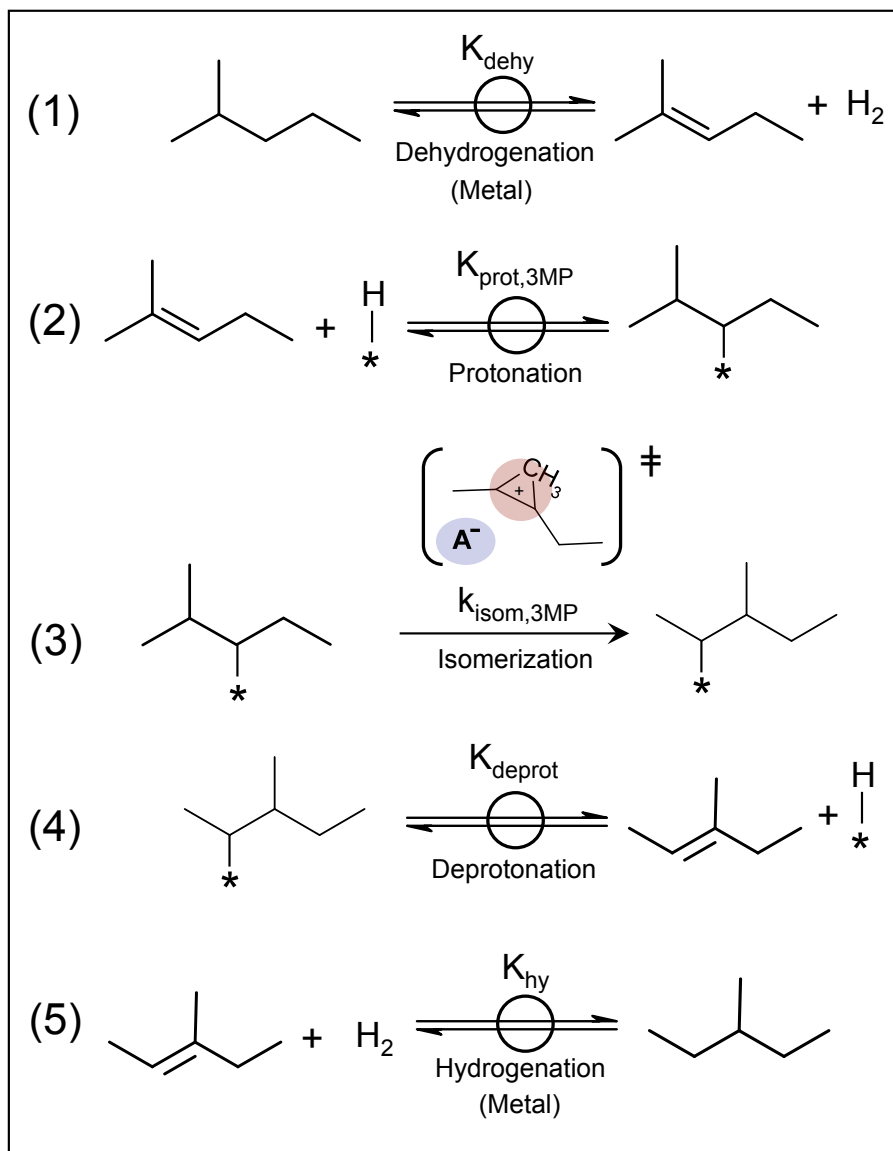 (1)
K_dehy
Dehydrogenation
(Metal)
+ H₂
(2)
+
H
*
K_prot,3MP
Protonation
*
CH₃
+
A⁻
‡
(3)
*
k_isom,3MP
Isomerization
*
(4)
*
K_deprot
Deprotonation
+
H
*
(5)
+ H₂
K_hy
Hydrogenation
(Metal)